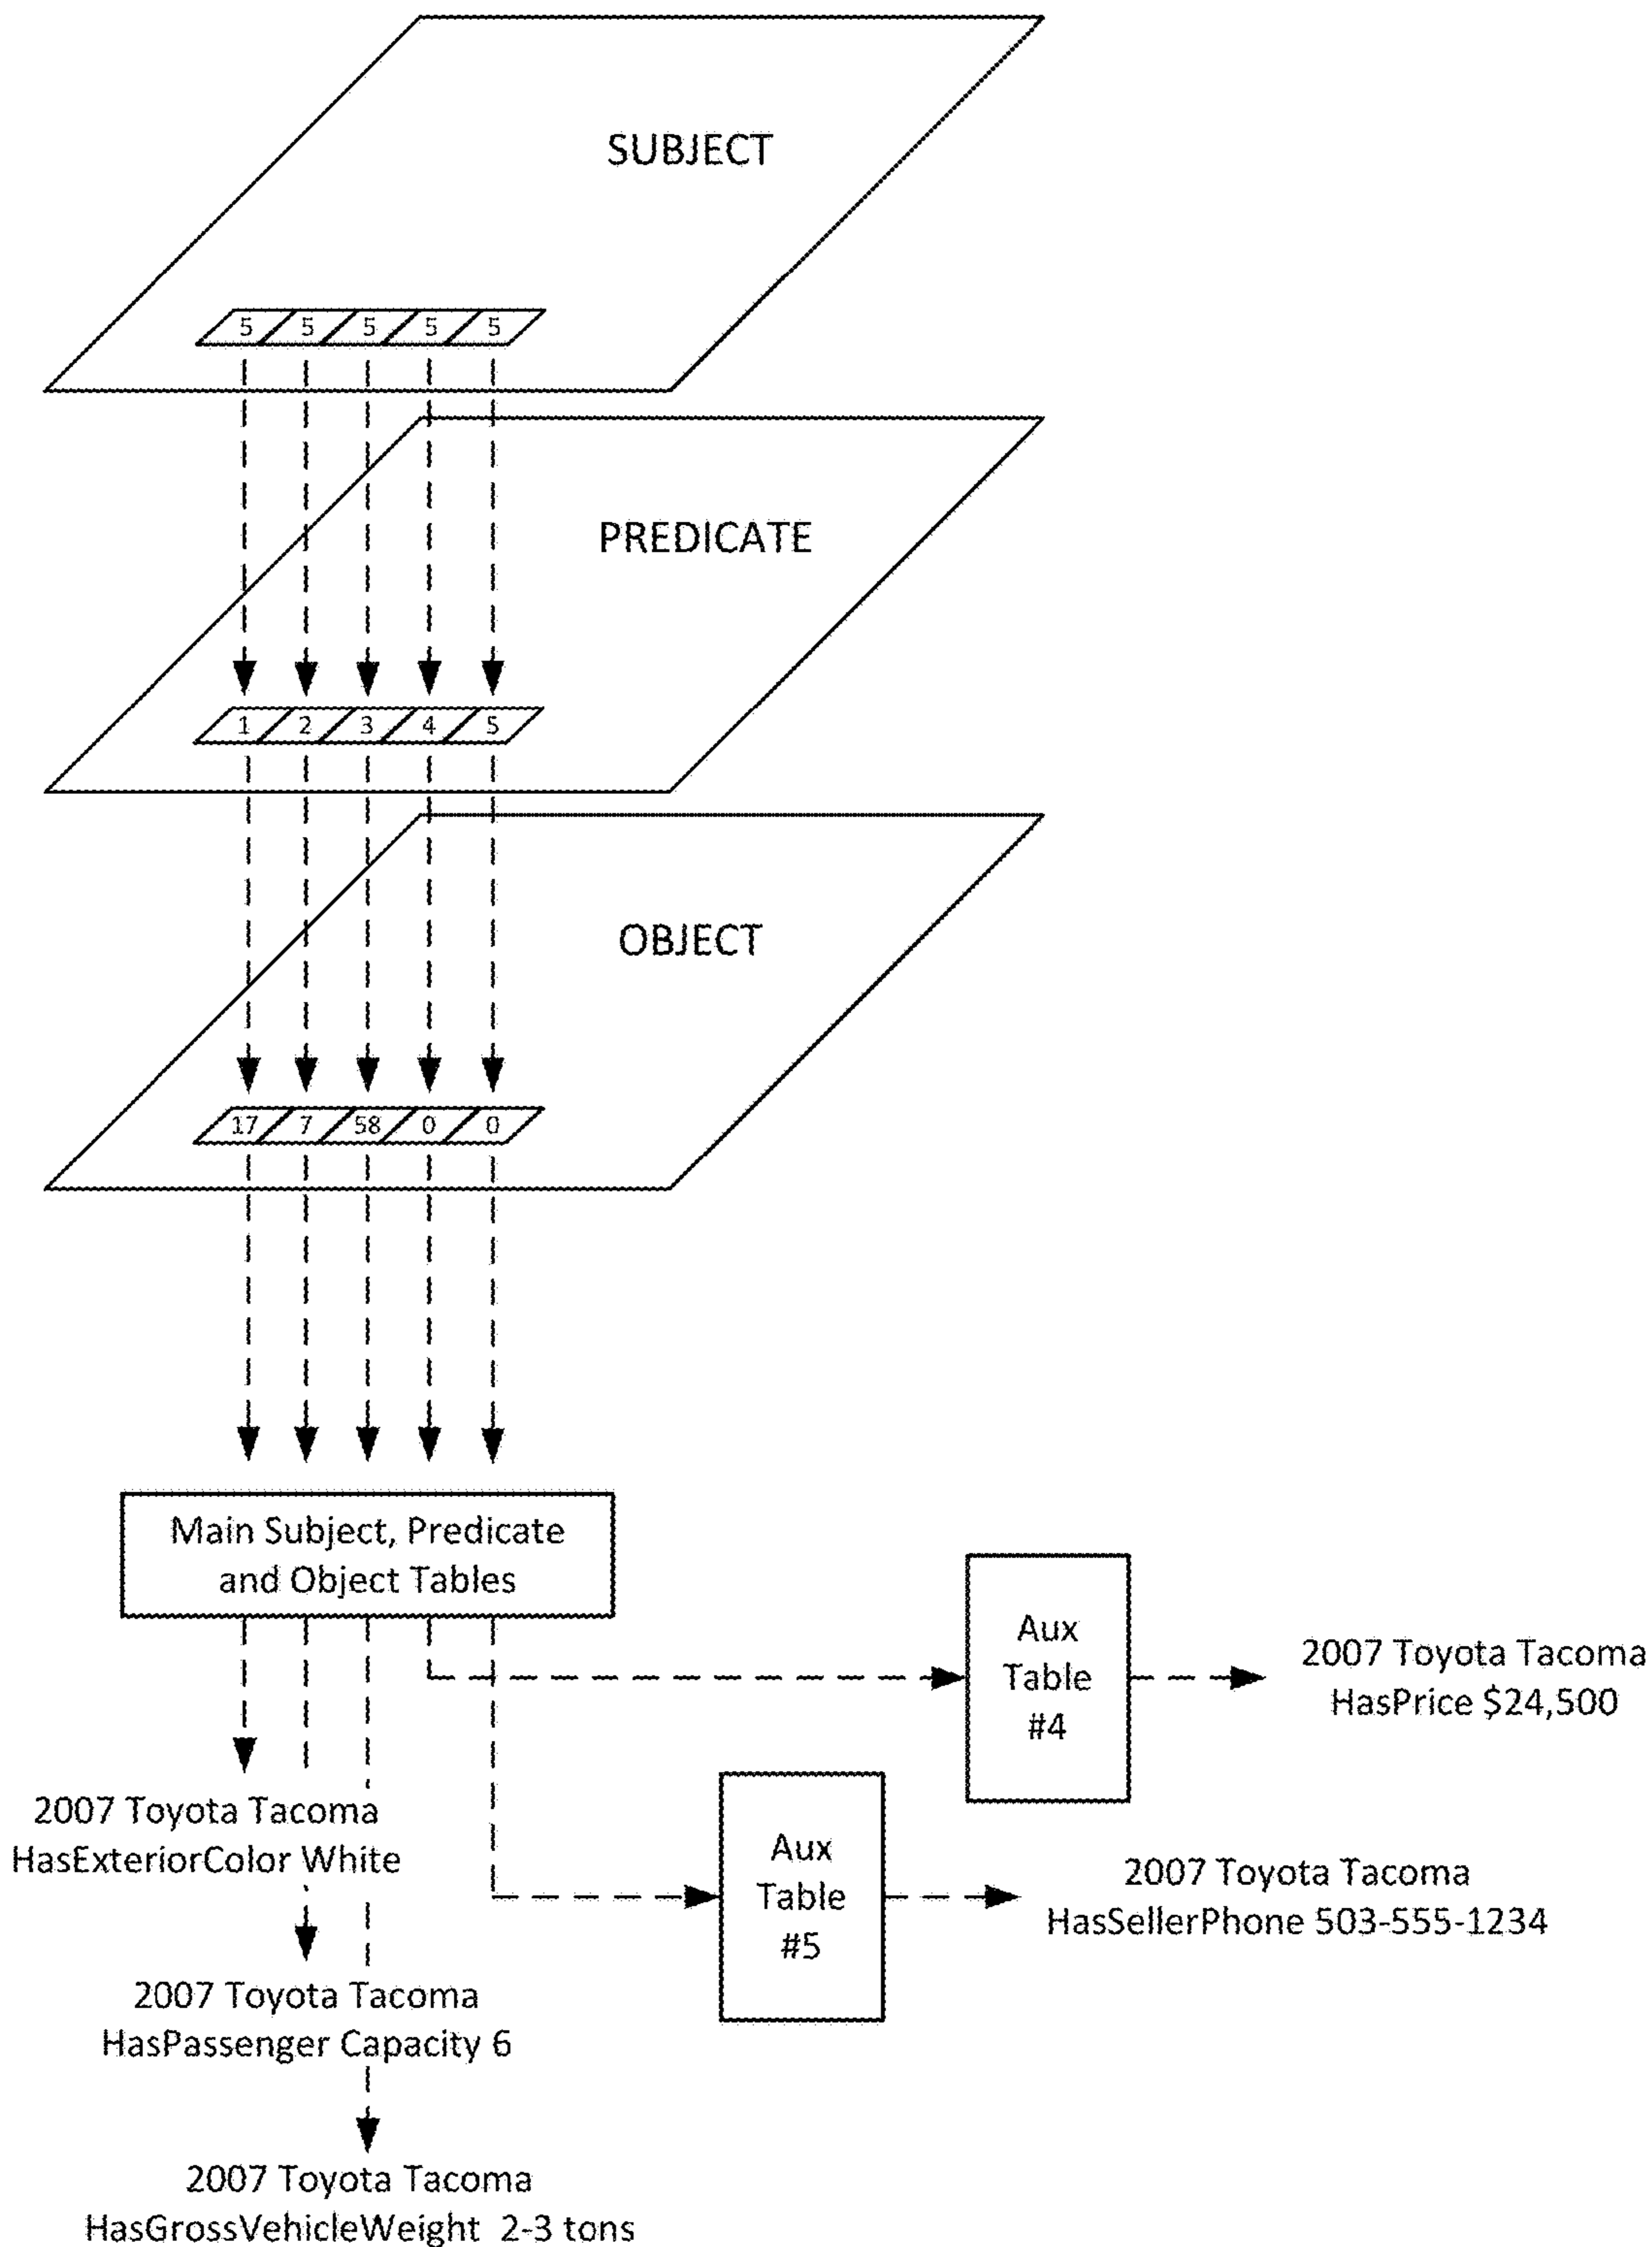 SUBJECT
5 5 5 5 5
PREDICATE
1 2 3 4 5
OBJECT
17 7 58 0 0
Main Subject, Predicate
and Object Tables
Aux
Table
#4
2007 Toyota Tacoma
HasPrice $24,500
2007 Toyota Tacoma
HasExteriorColor White
Aux
Table
#5
2007 Toyota Tacoma
HasSellerPhone 503-555-1234
2007 Toyota Tacoma
HasPassenger Capacity 6
2007 Toyota Tacoma
HasGrossVehicleWeight 2-3 tons